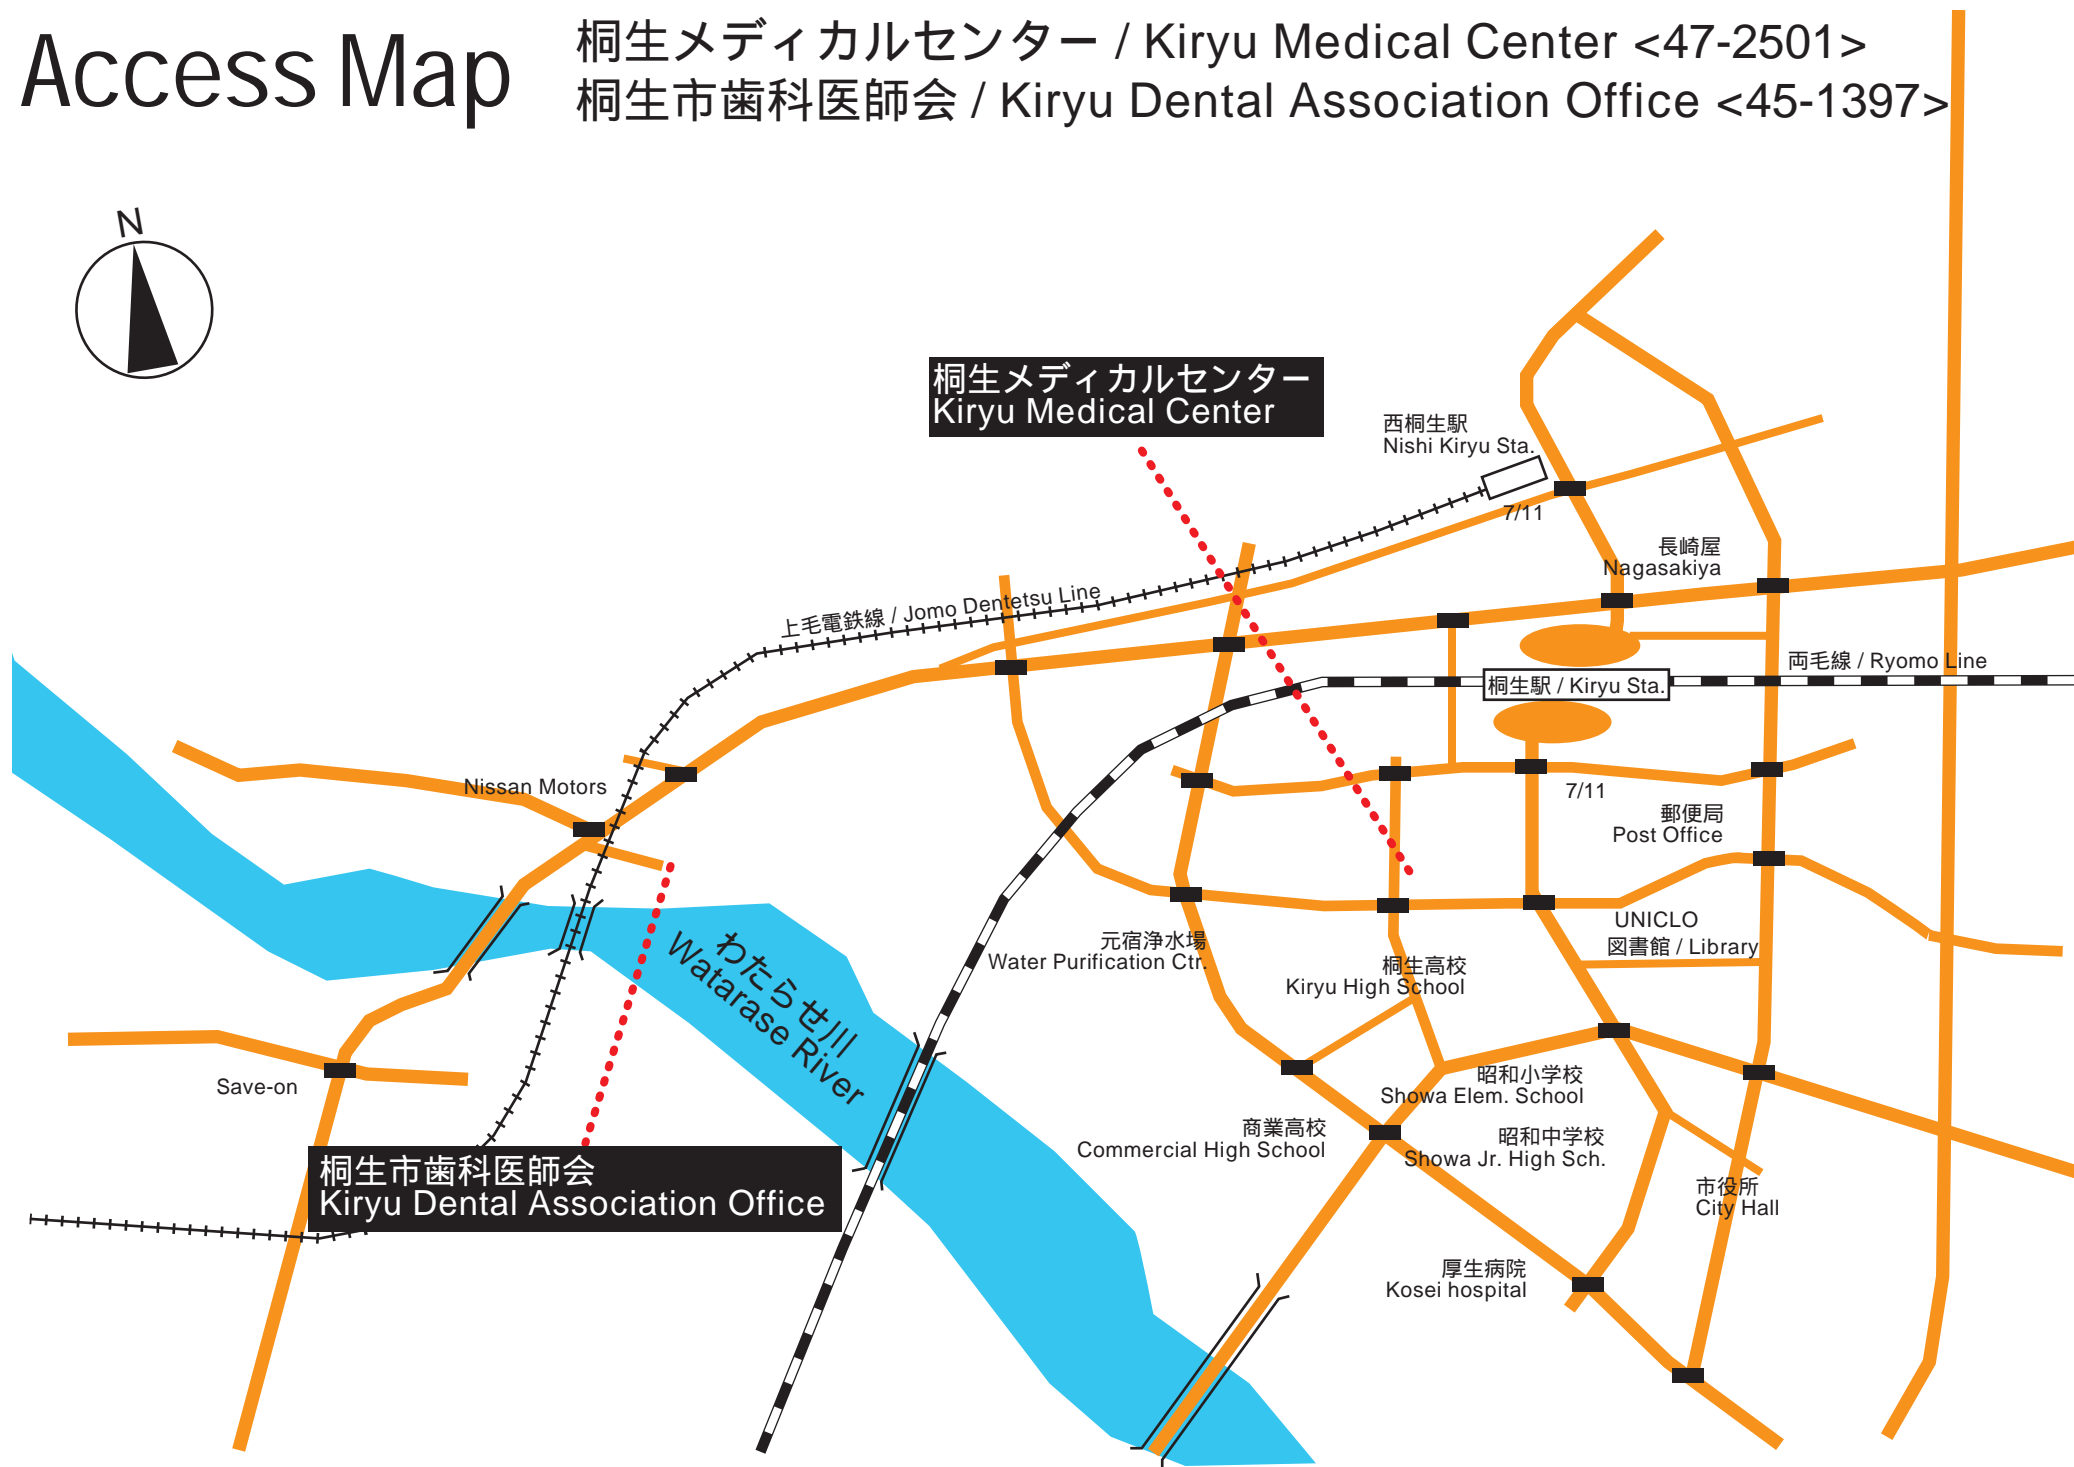 Access Map
桐生メディカルセンター / Kiryu Medical Center <47-2501>
桐生市歯科医師会 / Kiryu Dental Association Office <45-1397>
N
桐生メディカルセンター
Kiryu Medical Center
西桐生駅
Nishi Kiryu Sta.
7/11
長崎屋
Nagasakiya
上毛電鉄線 / Jomo Dentetsu Line
両毛線 / Ryomo Line
桐生駅 / Kiryu Sta.
Nissan Motors
7/11
郵便局
Post Office
UNICLO
図書館 / Library
元宿浄水場
Water Purification Ctr.
桐生高校
Kiryu High School
わたらせ川
Watarase River
Save-on
昭和小学校
Showa Elem. School
商業高校
Commercial High School
昭和中学校
Showa Jr. High Sch.
桐生市歯科医師会
Kiryu Dental Association Office
市役所
City Hall
厚生病院
Kosei hospital